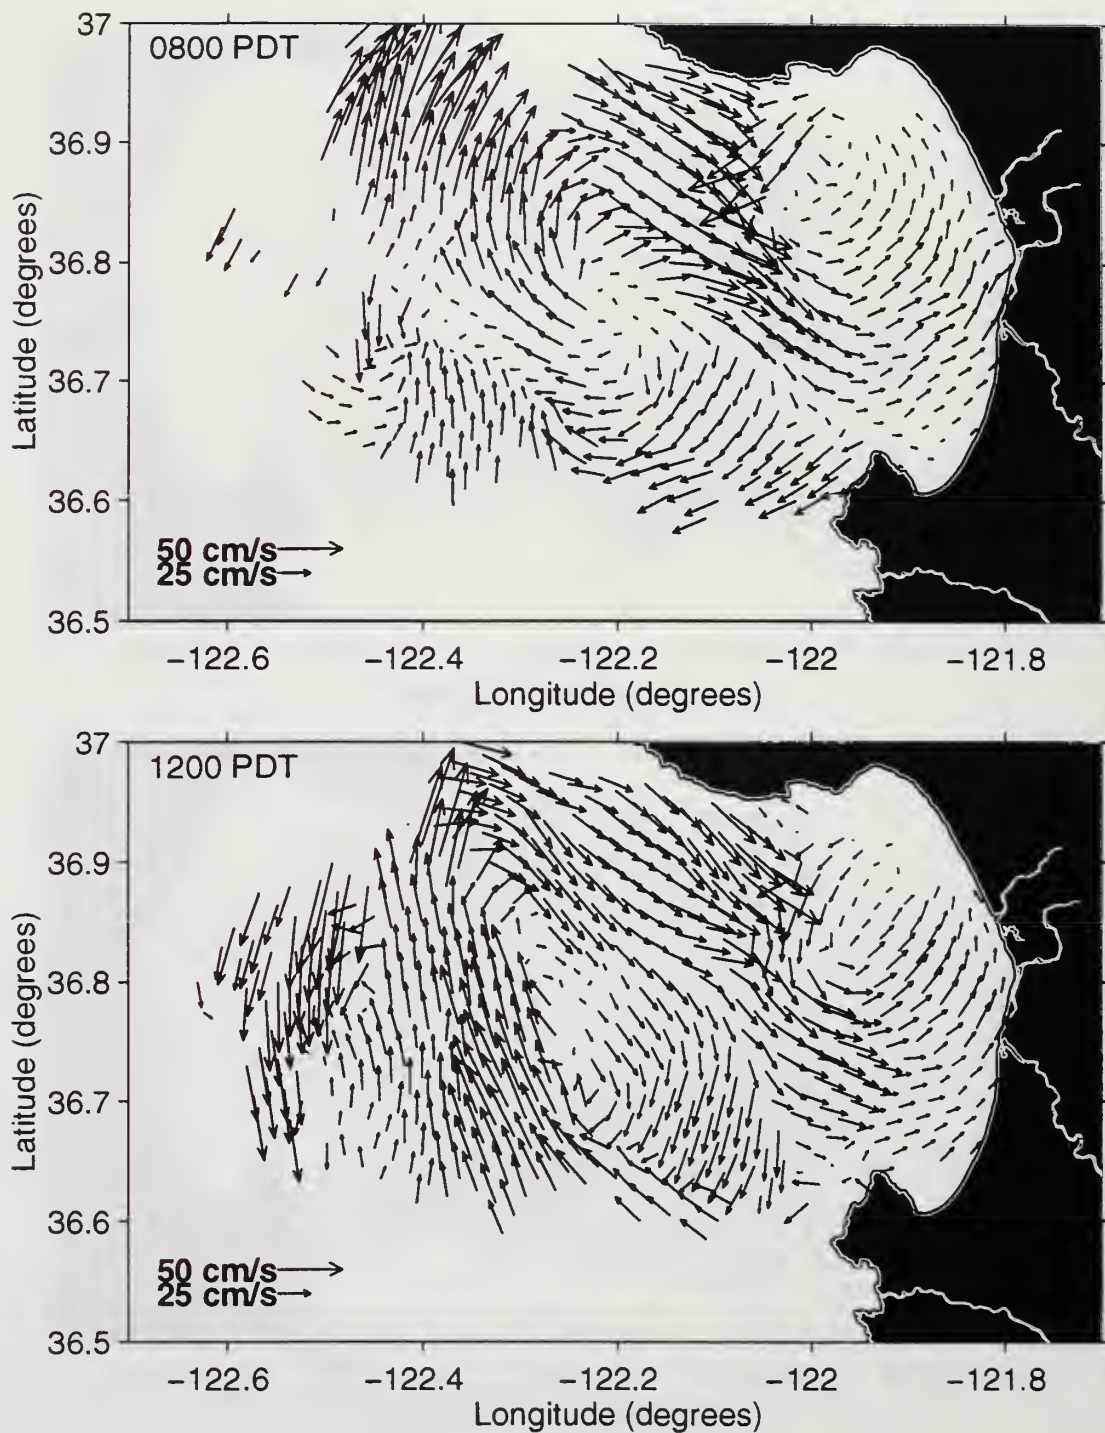 37
0800 PDT
36.9
36.8
36.7
36.6
36.5
Latitude (degrees)
50 cm/s
25 cm/s
−122.6
−122.4
−122.2
−122
−121.8
Longitude (degrees)
37
1200 PDT
36.9
36.8
36.7
36.6
36.5
Latitude (degrees)
50 cm/s
25 cm/s
−122.6
−122.4
−122.2
−122
−121.8
Longitude (degrees)